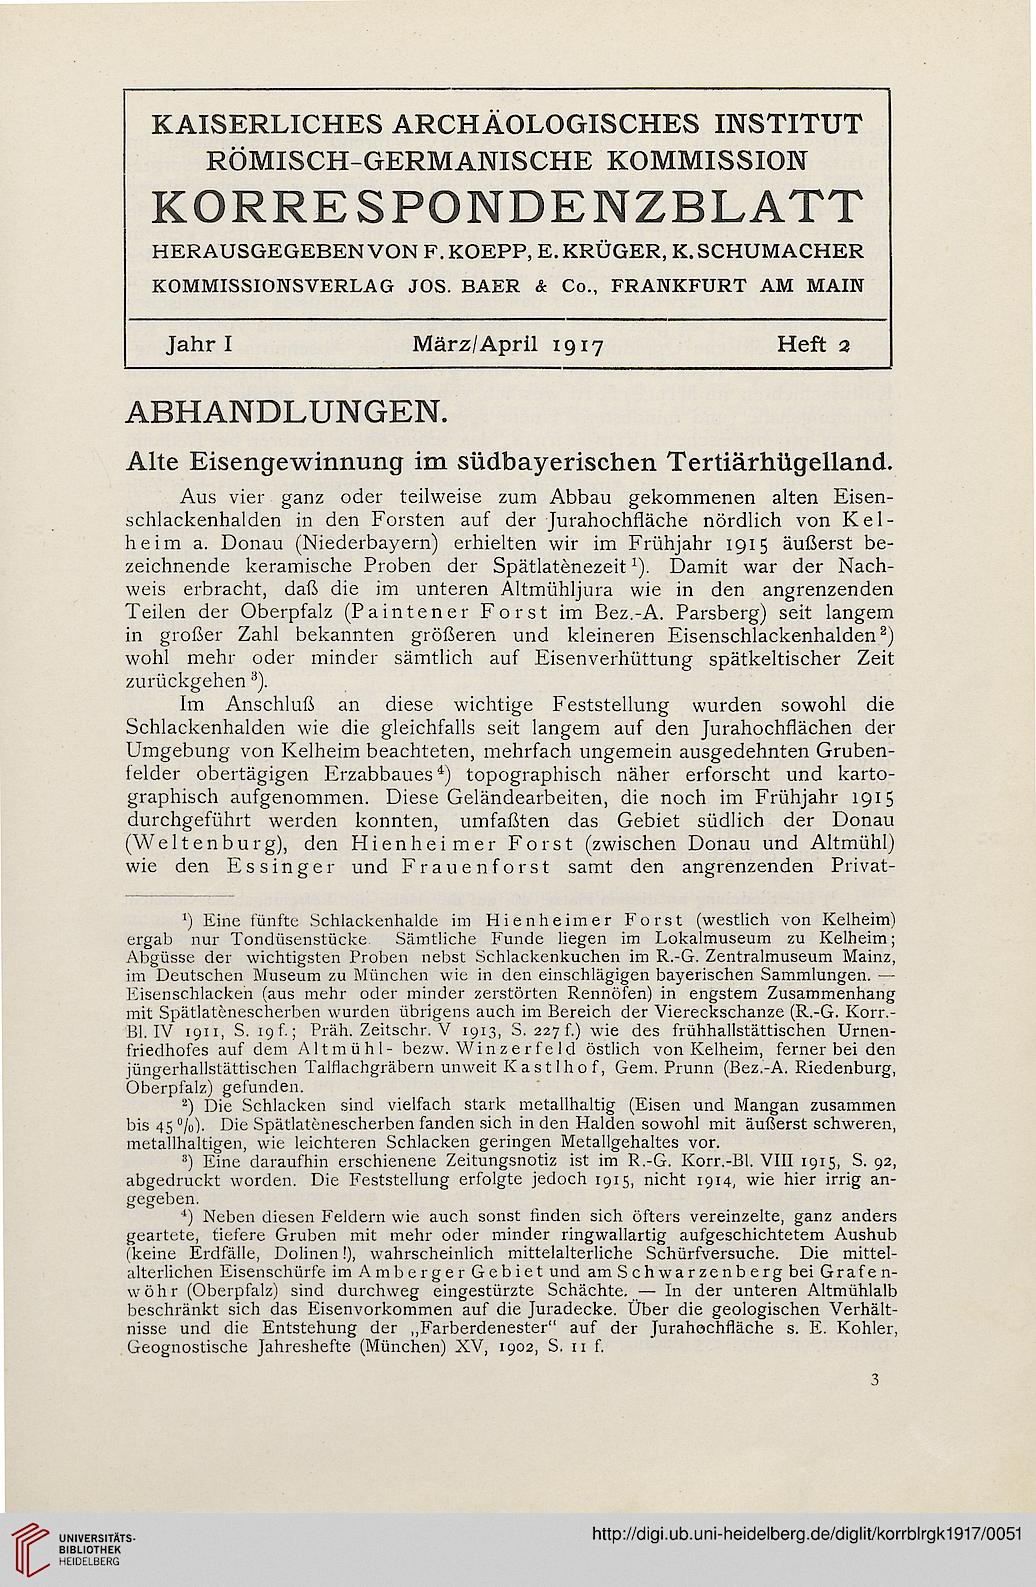 KAISERLICHES ARCHÄOLOGISCHES INSTITUT
RÖMISCH-GERMANISCHE KOMMISSION
KORRESPONDENZBLATT
HERAUSGEGEBEN VON F. KOEPP, E. KRÜGER, K. SCHUMACHER
KOMMISSIONSVERLAG JOS. BAER & Co., FRANKFURT AM MAIN
Jahr I März/April 1917 Heft 2
ABHANDLUNGEN.
Alte Eisengewinnung im südbayerischen Tertiärhügelland.
Aus vier ganz oder teilweise zum Abbau gekommenen alten Eisen-
schlackenhalden in den Forsten auf der Jurahochfläche nördlich von Kel-
heim a. Donau (Niederbayern) erhielten wir im Frühjahr 1915 äußerst be-
zeichnende keramische Proben der Spätlatènezeit¹). Damit war der Nach-
weis erbracht, daß die im unteren Altmühljura wie in den angrenzenden
Teilen der Oberpfalz (Paintener Forst im Bez.-A. Parsberg) seit langem
in großer Zahl bekannten größeren und kleineren Eisenschlackenhalden²)
wohl mehr oder minder sämtlich auf Eisenverhüttung spätkeltischer Zeit
zurückgehen³).
Im Anschluß an diese wichtige Feststellung wurden sowohl die
Schlackenhalden wie die gleichfalls seit langem auf den Jurahochflächen der
Umgebung von Kelheim beachteten, mehrfach ungemein ausgedehnten Gruben-
felder obertägigen Erzabbaues⁴) topographisch näher erforscht und karto-
graphisch aufgenommen. Diese Geländearbeiten, die noch im Frühjahr 1915
durchgeführt werden konnten, umfaßten das Gebiet südlich der Donau
(Weltenburg), den Hienheimer Forst (zwischen Donau und Altmühl)
wie den Essinger und Frauenforst samt den angrenzenden Privat-
¹) Eine fünfte Schlackenhalde im Hienheimer Forst (westlich von Kelheim)
ergab nur Tondüsenstücke. Sämtliche Funde liegen im Lokalmuseum zu Kelheim;
Abgüsse der wichtigsten Proben nebst Schlackenkuchen im R.-G. Zentralmuseum Mainz,
im Deutschen Museum zu München wie in den einschlägigen bayerischen Sammlungen. —
Eisenschlacken (aus mehr oder minder zerstörten Rennöfen) in engstem Zusammenhang
mit Spätlatènescherben wurden übrigens auch im Bereich der Viereckschanze (R.-G. Korr.-
Bl. IV 1911, S. 19 f.; Präh. Zeitschr. V 1913, S. 227 f.) wie des frühhallstättischen Urnen-
friedhofes auf dem Altmühl- bezw. Winzerfeld östlich von Kelheim, ferner bei den
jüngerhallstättischen Talflachgräbern unweit Kastlhof, Gem. Prunn (Bez.-A. Riedenburg,
Oberpfalz) gefunden.
²) Die Schlacken sind vielfach stark metallhaltig (Eisen und Mangan zusammen
bis 45 %). Die Spätlatènescherben fanden sich in den Halden sowohl mit äußerst schweren,
metallhaltigen, wie leichteren Schlacken geringen Metallgehaltes vor.
³) Eine daraufhin erschienene Zeitungsnotiz ist im R.-G. Korr.-Bl. VIII 1915, S. 92,
abgedruckt worden. Die Feststellung erfolgte jedoch 1915, nicht 1914, wie hier irrig an-
gegeben.
⁴) Neben diesen Feldern wie auch sonst finden sich öfters vereinzelte, ganz anders
geartete, tiefere Gruben mit mehr oder minder ringwallartig aufgeschichtetem Aushub
(keine Erdfälle, Dolinen!), wahrscheinlich mittelalterliche Schürfversuche. Die mittel-
alterlichen Eisenschürfe im Amberger Gebiet und am Schwarzenberg bei Grafen-
wöhr (Oberpfalz) sind durchweg eingestürzte Schächte. — In der unteren Altmühlalb
beschränkt sich das Eisenvorkommen auf die Juradecke. Über die geologischen Verhält-
nisse und die Entstehung der „Farberdenester“ auf der Jurahochfläche s. E. Kohler,
Geognostische Jahreshefte (München) XV, 1902, S. 11 f.
3
UNIVERSITÄTS-
BIBLIOTHEK
HEIDELBERG
http://digi.ub.uni-heidelberg.de/diglit/korrblrgk1917/0051